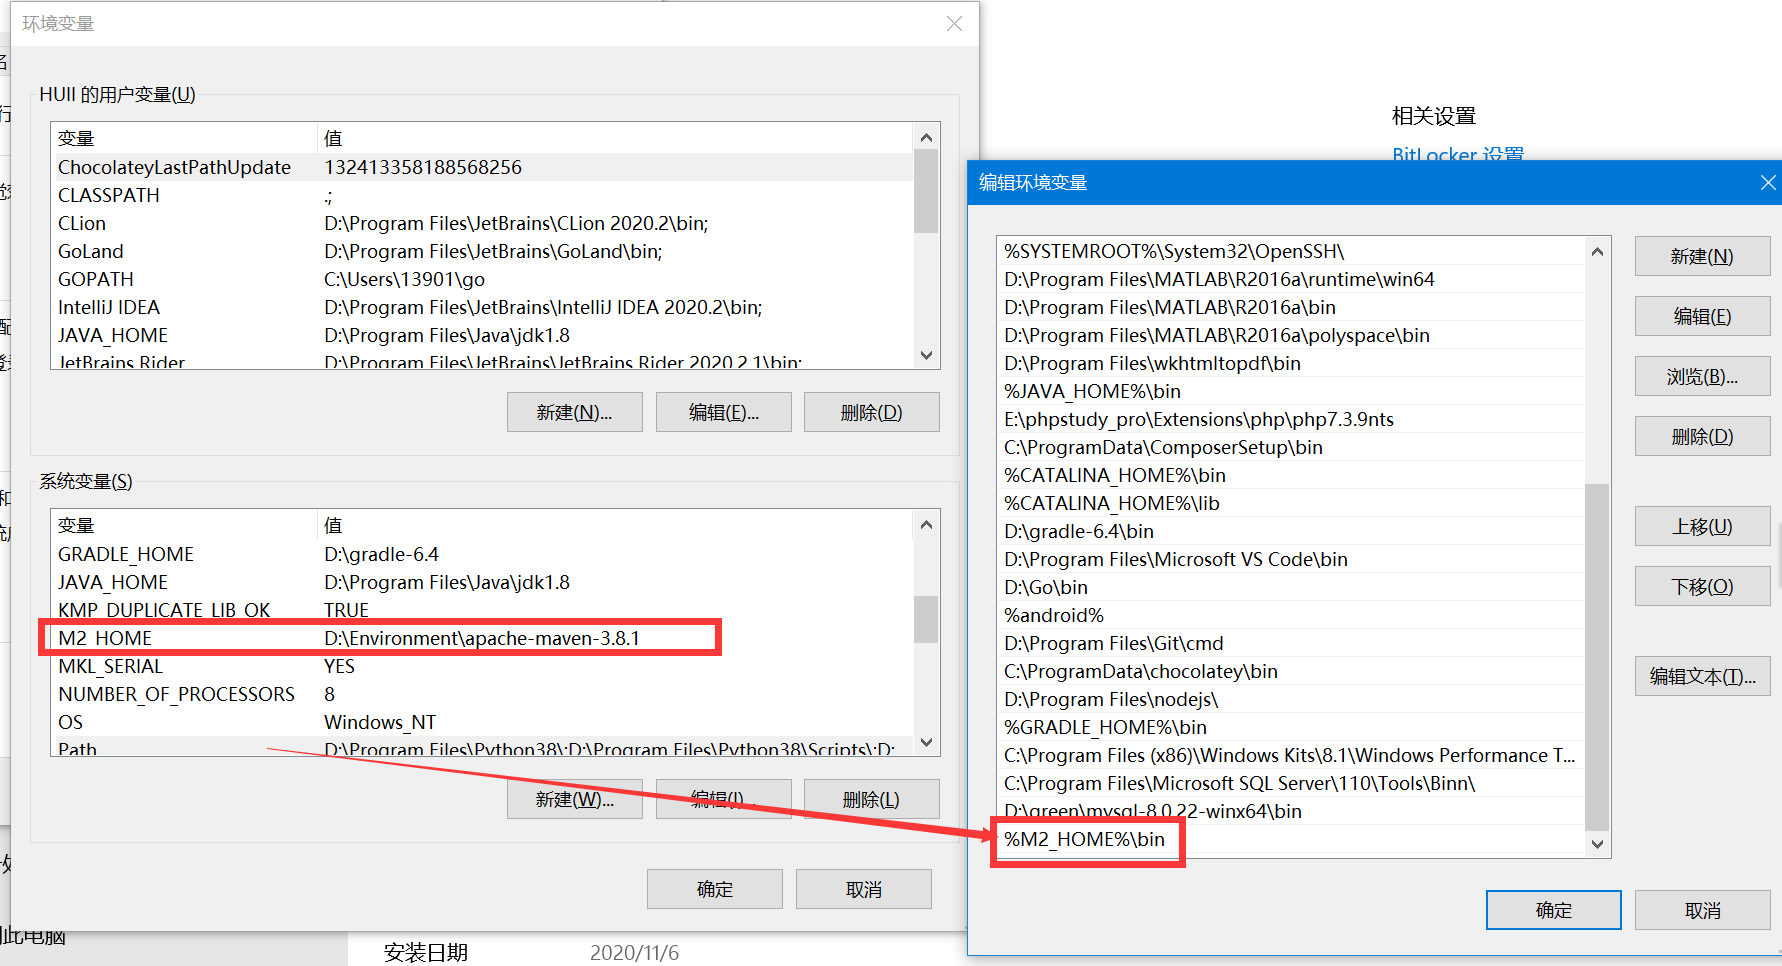 环境变量
HUII 的用户变量(U)
变量 值
ChocolateyLastPathUpdate 132413358188568256
CLASSPATH .;
CLion D:\Program Files\JetBrains\CLion 2020.2\bin;
GoLand D:\Program Files\JetBrains\GoLand\bin;
GOPATH C:\Users\13901\go
IntelliJ IDEA D:\Program Files\JetBrains\IntelliJ IDEA 2020.2\bin;
JAVA_HOME D:\Program Files\Java\jdk1.8
JetBrains Rider D:\Program Files\JetBrains\JetBrains Rider 2020.2.1\bin;
新建(N)... 编辑(E)... 删除(D)
系统变量(S)
变量 值
GRADLE_HOME D:\gradle-6.4
JAVA_HOME D:\Program Files\Java\jdk1.8
KMP_DUPLICATE_LIB_OK TRUE
M2_HOME D:\Environment\apache-maven-3.8.1
MKL_SERIAL YES
NUMBER_OF_PROCESSORS 8
OS Windows_NT
Path D:\Program Files\Python38\;D:\Program Files\Python38\Scripts\;D:
新建(W)... 编辑(I)... 删除(L)
确定 取消
此电脑
安装日期 2020/11/6
相关设置
BitLocker 设置
编辑环境变量
%SYSTEMROOT%\System32\OpenSSH\
D:\Program Files\MATLAB\R2016a\runtime\win64
D:\Program Files\MATLAB\R2016a\bin
D:\Program Files\MATLAB\R2016a\polyspace\bin
D:\Program Files\wkhtmltopdf\bin
%JAVA_HOME%\bin
E:\phpstudy_pro\Extensions\php\php7.3.9nts
C:\ProgramData\ComposerSetup\bin
%CATALINA_HOME%\bin
%CATALINA_HOME%\lib
D:\gradle-6.4\bin
D:\Program Files\Microsoft VS Code\bin
D:\Go\bin
%android%
D:\Program Files\Git\cmd
C:\ProgramData\chocolatey\bin
D:\Program Files\nodejs\
%GRADLE_HOME%\bin
C:\Program Files (x86)\Windows Kits\8.1\Windows Performance T...
C:\Program Files\Microsoft SQL Server\110\Tools\Binn\
D:\green\mysql-8.0.22-winx64\bin
%M2_HOME%\bin
新建(N)
编辑(E)
浏览(B)...
删除(D)
上移(U)
下移(O)
编辑文本(T)...
确定 取消